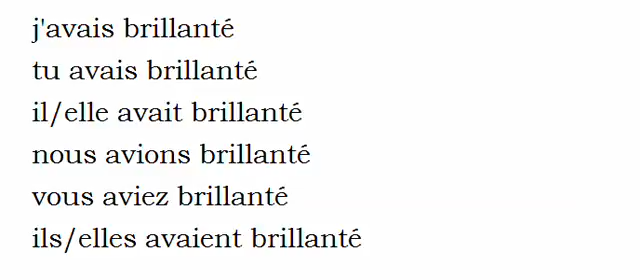 j'avais brillanté
tu avais brillanté
il/elle avait brillanté
nous avions brillanté
vous aviez brillanté
ils/elles avaient brillanté